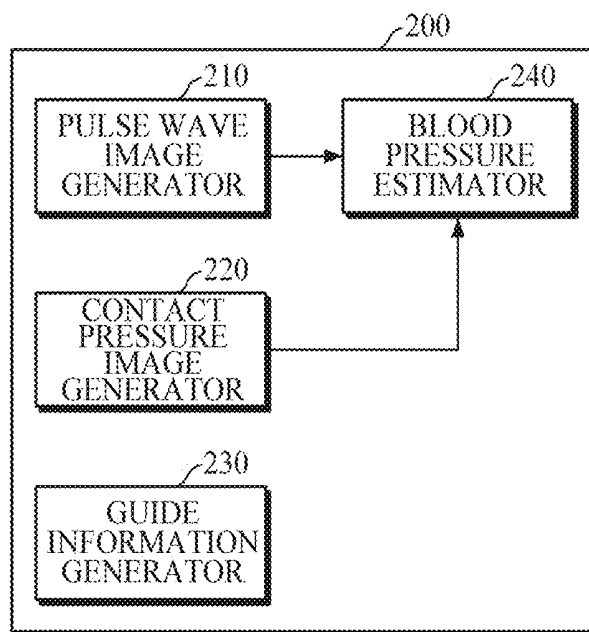 200
210
PULSE WAVE
IMAGE
GENERATOR
240
BLOOD
PRESSURE
ESTIMATOR
220
CONTACT
PRESSURE
IMAGE
GENERATOR
230
GUIDE
INFORMATION
GENERATOR